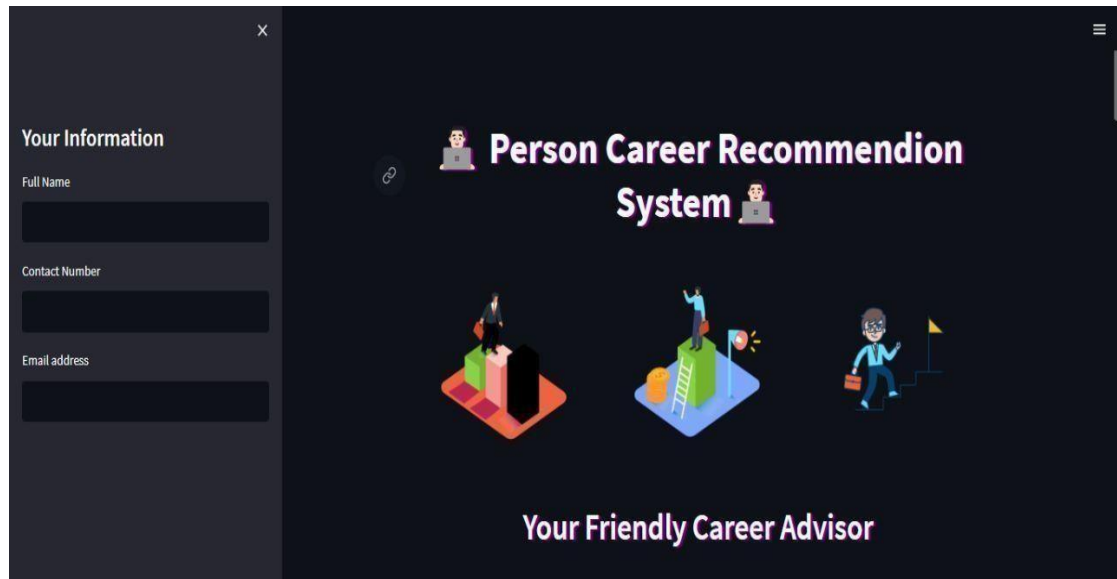 Your Information
Full Name
Contact Number
Email address
Person Career Recommendion
System
Your Friendly Career Advisor